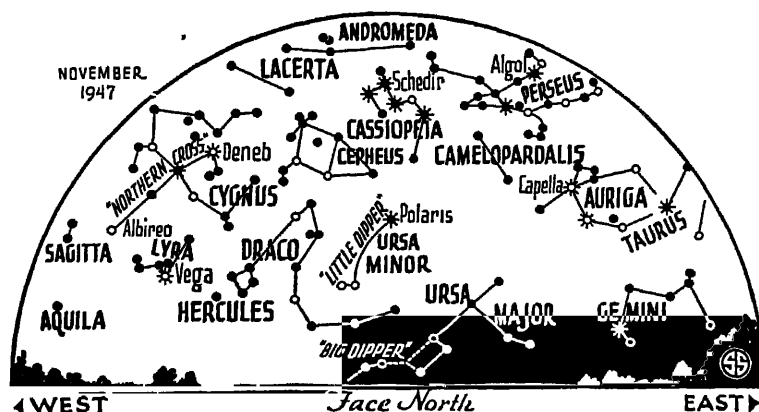 ANDROMEDA
LACERTA
NOVEMBER
1947
Schedir
Algol
PERSEUS
CASSIOPEIA
CEPHEUS
CAMELOPARDALIS
"NORTHERN CROSS"
Deneb
CYGNUS
Capella
AURIGA
TAURUS
Albireo
SAGITTA
LYRA
Vega
DRACO
"LITTLE DIPPER"
Polaris
URSA
MINOR
HERCULES
AQUILA
URSA
MAJOR
GEMINI
"BIG DIPPER"
SS
WEST
Face North
EAST